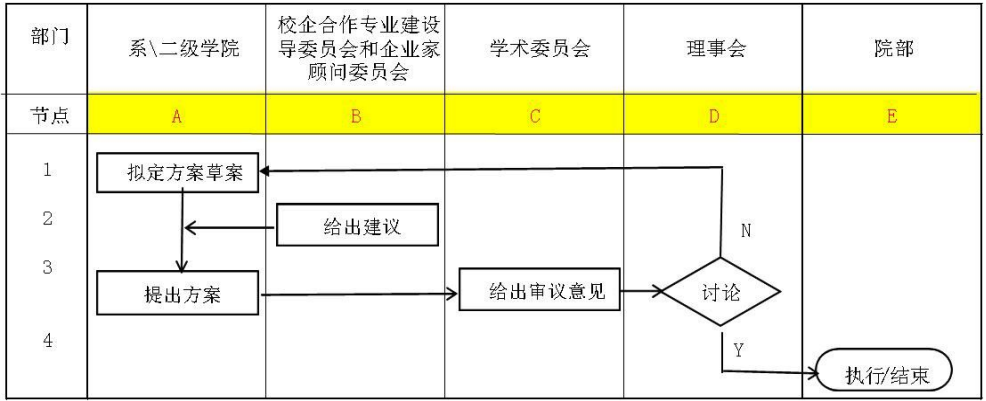 部门
系\二级学院
校企合作专业建设
导委员会和企业家
顾问委员会
学术委员会
理事会
院部
节点
A
B
C
D
E
1
拟定方案草案
2
给出建议
N
3
提出方案
给出审议意见
讨论
4
Y
执行/结束